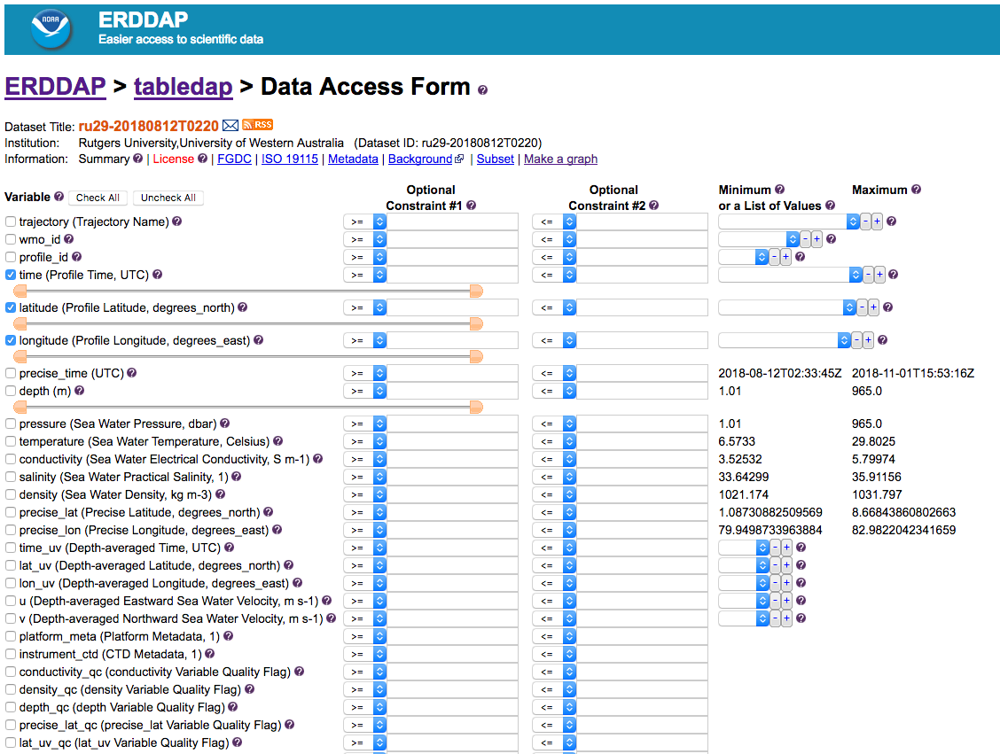 NOAA
ERDDAP
Easier access to scientific data
ERDDAP > tabledap > Data Access Form ?
Dataset Title: ru29-20180812T0220 RSS
Institution: Rutgers University,University of Western Australia (Dataset ID: ru29-20180812T0220)
Information: Summary ? | License ? | FGDC | ISO 19115 | Metadata | Background | Subset | Make a graph
Variable ? Check All Uncheck All Optional Constraint #1 ? Optional Constraint #2 ? Minimum ? or a List of Values ? Maximum ?
trajectory (Trajectory Name) ? >= <= - + ?
wmo_id ? >= <= - + ?
profile_id ? >= <= - + ?
time (Profile Time, UTC) ? >= <= - + ?
latitude (Profile Latitude, degrees_north) ? >= <= - + ?
longitude (Profile Longitude, degrees_east) ? >= <= - + ?
precise_time (UTC) ? >= <= 2018-08-12T02:33:45Z 2018-11-01T15:53:16Z
depth (m) ? >= <= 1.01 965.0
pressure (Sea Water Pressure, dbar) ? >= <= 1.01 965.0
temperature (Sea Water Temperature, Celsius) ? >= <= 6.5733 29.8025
conductivity (Sea Water Electrical Conductivity, S m-1) ? >= <= 3.52532 5.79974
salinity (Sea Water Practical Salinity, 1) ? >= <= 33.64299 35.91156
density (Sea Water Density, kg m-3) ? >= <= 1021.174 1031.797
precise_lat (Precise Latitude, degrees_north) ? >= <= 1.08730882509569 8.66843860802663
precise_lon (Precise Longitude, degrees_east) ? >= <= 79.9498733963884 82.9822042341659
time_uv (Depth-averaged Time, UTC) ? >= <= - + ?
lat_uv (Depth-averaged Latitude, degrees_north) ? >= <= - + ?
lon_uv (Depth-averaged Longitude, degrees_east) ? >= <= - + ?
u (Depth-averaged Eastward Sea Water Velocity, m s-1) ? >= <= - + ?
v (Depth-averaged Northward Sea Water Velocity, m s-1) ? >= <= - + ?
platform_meta (Platform Metadata, 1) ? >= <=
instrument_ctd (CTD Metadata, 1) ? >= <=
conductivity_qc (conductivity Variable Quality Flag) ? >= <=
density_qc (density Variable Quality Flag) ? >= <=
depth_qc (depth Variable Quality Flag) ? >= <=
precise_lat_qc (precise_lat Variable Quality Flag) ? >= <=
lat_uv_qc (lat_uv Variable Quality Flag) ? >= <=